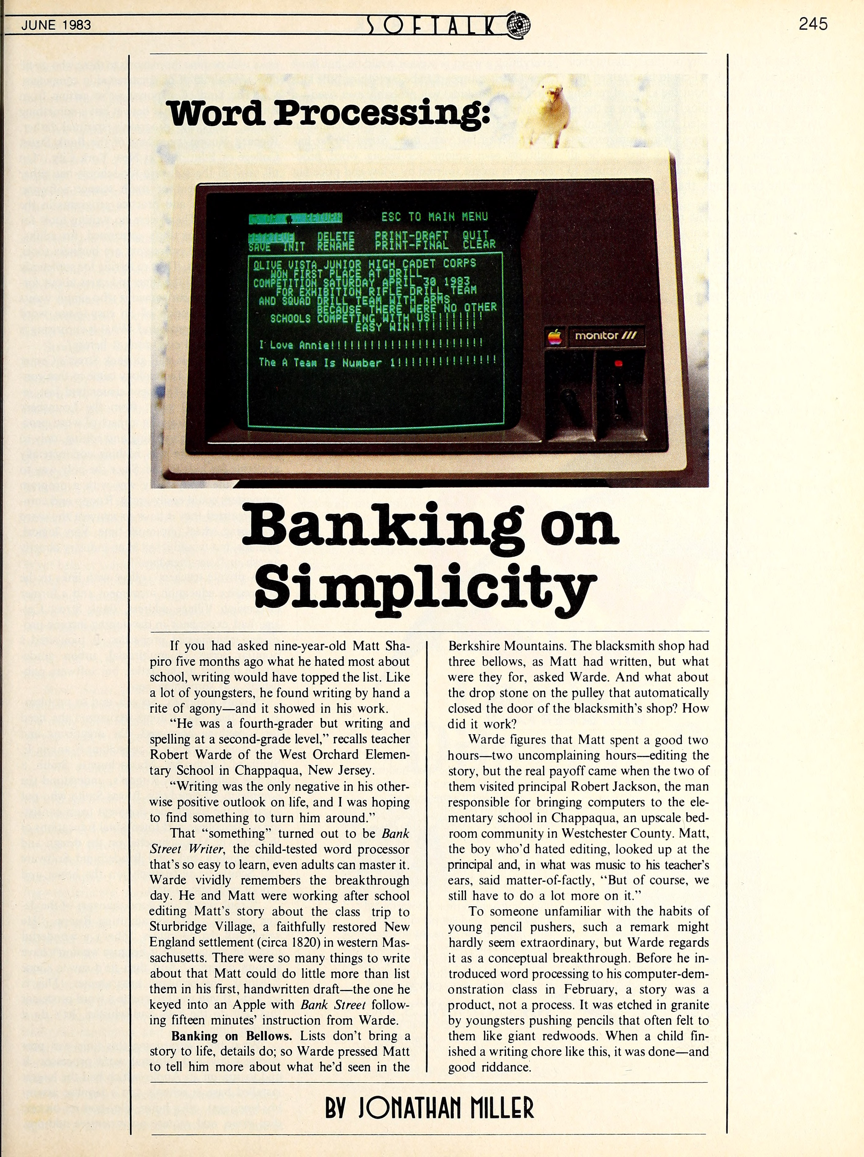 JUNE 1983
SOFTALK
245
Word Processing:
RETURN ESC TO MAIN MENU
RETRIEVE DELETE PRINT-DRAFT QUIT
SAVE INIT RENAME PRINT-FINAL CLEAR
OLIVE VISTA JUNIOR HIGH CADET CORPS
WON FIRST PLACE AT DRILL
COMPETITION SATURDAY APRIL 30 1983
FOR EXHIBITION RIFLE DRILL TEAM
AND SQUAD DRILL TEAM WITH ARMS
BECAUSE THERE WERE NO OTHER
SCHOOLS COMPETING WITH US!!!!!!!!!
EASY WIN!!!!!!!!!!!
I Love Annie!!!!!!!!!!!!!!!!!!!!!!!
The A Team Is Number 1!!!!!!!!!!!!!!!
monitor ///
Banking on
Simplicity
If you had asked nine-year-old Matt Sha-
piro five months ago what he hated most about
school, writing would have topped the list. Like
a lot of youngsters, he found writing by hand a
rite of agony—and it showed in his work.
“He was a fourth-grader but writing and
spelling at a second-grade level,” recalls teacher
Robert Warde of the West Orchard Elemen-
tary School in Chappaqua, New Jersey.
“Writing was the only negative in his other-
wise positive outlook on life, and I was hoping
to find something to turn him around.”
That “something” turned out to be Bank
Street Writer, the child-tested word processor
that’s so easy to learn, even adults can master it.
Warde vividly remembers the breakthrough
day. He and Matt were working after school
editing Matt’s story about the class trip to
Sturbridge Village, a faithfully restored New
England settlement (circa 1820) in western Mas-
sachusetts. There were so many things to write
about that Matt could do little more than list
them in his first, handwritten draft—the one he
keyed into an Apple with Bank Street follow-
ing fifteen minutes’ instruction from Warde.
Banking on Bellows. Lists don’t bring a
story to life, details do; so Warde pressed Matt
to tell him more about what he’d seen in the
Berkshire Mountains. The blacksmith shop had
three bellows, as Matt had written, but what
were they for, asked Warde. And what about
the drop stone on the pulley that automatically
closed the door of the blacksmith’s shop? How
did it work?
Warde figures that Matt spent a good two
hours—two uncomplaining hours—editing the
story, but the real payoff came when the two of
them visited principal Robert Jackson, the man
responsible for bringing computers to the ele-
mentary school in Chappaqua, an upscale bed-
room community in Westchester County. Matt,
the boy who’d hated editing, looked up at the
principal and, in what was music to his teacher’s
ears, said matter-of-factly, “But of course, we
still have to do a lot more on it.”
To someone unfamiliar with the habits of
young pencil pushers, such a remark might
hardly seem extraordinary, but Warde regards
it as a conceptual breakthrough. Before he in-
troduced word processing to his computer-dem-
onstration class in February, a story was a
product, not a process. It was etched in granite
by youngsters pushing pencils that often felt to
them like giant redwoods. When a child fin-
ished a writing chore like this, it was done—and
good riddance.
BY JONATHAN MILLER